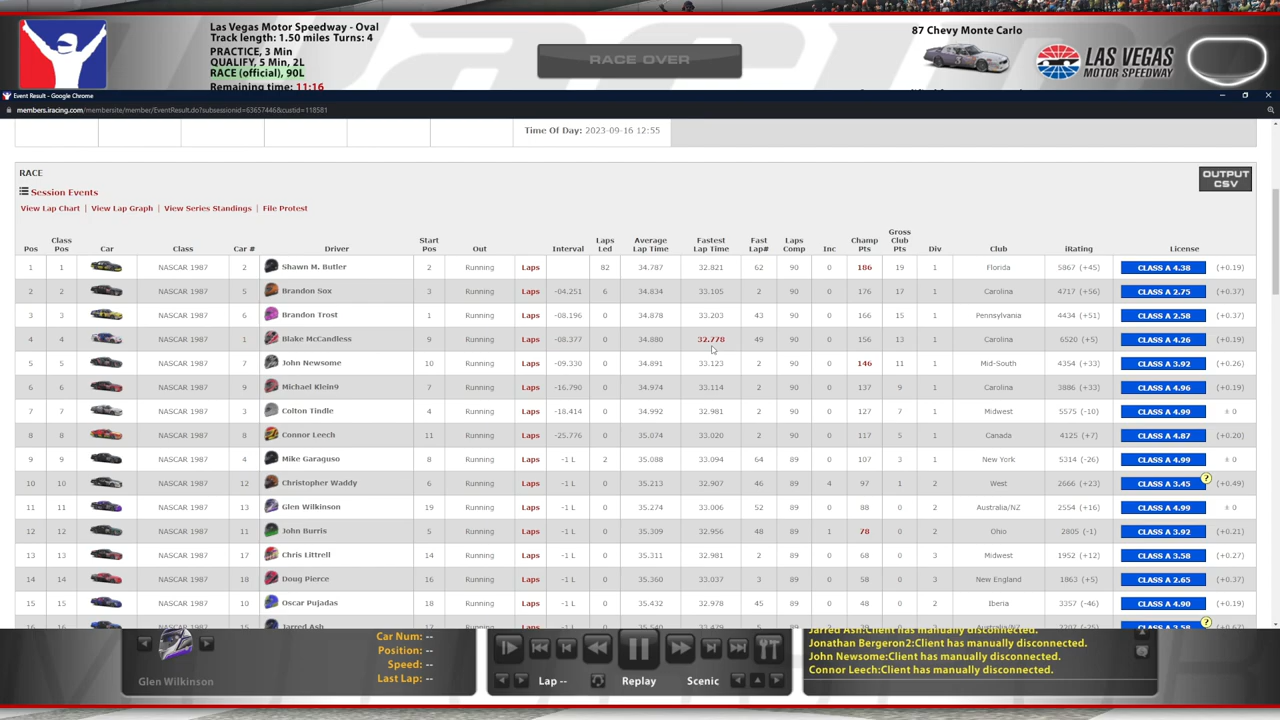 Las Vegas Motor Speedway - Oval
Track length: 1.50 miles Turns: 4
PRACTICE, 3 Min
QUALIFY, 5 Min, 2L
RACE (official), 90L
Remaining time: 11:16
RACE OVER
87 Chevy Monte Carlo
LAS VEGAS
MOTOR SPEEDWAY
Event Result - Google Chrome
members.iracing.com/membersite/member/EventResult.do?subsessionid=63657446&custid=118581
Time Of Day: 2023-09-16 12:55
RACE
OUTPUT CSV
Session Events
View Lap Chart | View Lap Graph | View Series Standings | File Protest
Pos Class Pos Car Class Car # Driver Start Pos Out Interval Laps Led Average Lap Time Fastest Lap Time Fast Lap# Laps Comp Inc Champ Pts Gross Club Pts Div Club iRating License
1 1 NASCAR 1987 2 Shawn M. Butler 2 Running Laps 82 34.787 32.821 62 90 0 186 19 1 Florida 5867 (+45) CLASS A 4.38 (+0.19)
2 2 NASCAR 1987 5 Brandon Sox 3 Running Laps -04.251 6 34.834 33.105 2 90 0 176 17 1 Carolina 4717 (+56) CLASS A 2.75 (+0.37)
3 3 NASCAR 1987 6 Brandon Trost 1 Running Laps -08.196 0 34.878 33.203 43 90 0 166 15 1 Pennsylvania 4434 (+51) CLASS A 2.58 (+0.37)
4 4 NASCAR 1987 1 Blake McCandless 9 Running Laps -08.377 0 34.880 32.778 49 90 0 156 13 1 Carolina 6520 (+5) CLASS A 4.26 (+0.19)
5 5 NASCAR 1987 7 John Newsome 10 Running Laps -09.330 0 34.891 33.123 2 90 0 146 11 1 Mid-South 4354 (+33) CLASS A 3.92 (+0.26)
6 6 NASCAR 1987 9 Michael Klein9 7 Running Laps -16.790 0 34.974 33.114 2 90 0 137 9 1 Carolina 3886 (+33) CLASS A 4.96 (+0.19)
7 7 NASCAR 1987 3 Colton Tindle 4 Running Laps -18.414 0 34.992 32.981 2 90 0 127 7 1 Midwest 5575 (-10) CLASS A 4.99 ± 0
8 8 NASCAR 1987 8 Connor Leech 11 Running Laps -25.776 0 35.074 33.020 2 90 0 117 5 1 Canada 4125 (+7) CLASS A 4.87 (+0.20)
9 9 NASCAR 1987 4 Mike Garaguso 8 Running Laps -1 L 2 35.088 33.094 64 89 0 107 3 1 New York 5314 (-26) CLASS A 4.99 ± 0
10 10 NASCAR 1987 12 Christopher Waddy 6 Running Laps -1 L 0 35.213 32.907 46 89 4 97 1 2 West 2666 (+23) CLASS A 3.45 ? (+0.49)
11 11 NASCAR 1987 13 Glen Wilkinson 19 Running Laps -1 L 0 35.274 33.006 52 89 0 88 0 2 Australia/NZ 2554 (+16) CLASS A 4.99 ± 0
12 12 NASCAR 1987 11 John Burris 5 Running Laps -1 L 0 35.309 32.956 48 89 1 78 0 2 Ohio 2805 (-1) CLASS A 3.92 (+0.21)
13 13 NASCAR 1987 17 Chris Littrell 14 Running Laps -1 L 0 35.311 32.981 2 89 0 68 0 3 Midwest 1952 (+12) CLASS A 3.58 (+0.27)
14 14 NASCAR 1987 18 Doug Pierce 16 Running Laps -1 L 0 35.360 33.037 3 89 0 58 0 3 New England 1863 (+5) CLASS A 2.65 (+0.37)
15 15 NASCAR 1987 10 Oscar Pujadas 18 Running Laps -1 L 0 35.432 32.978 45 89 0 48 0 2 Iberia 3357 (-46) CLASS A 4.90 (+0.19)
Jarred Ash
Glen Wilkinson
Car Num: --
Position: --
Speed: --
Last Lap: --
Lap --
Replay
Scenic
Jarred Ash:Client has manually disconnected.
Jonathan Bergeron2:Client has manually disconnected.
John Newsome:Client has manually disconnected.
Connor Leech:Client has manually disconnected.